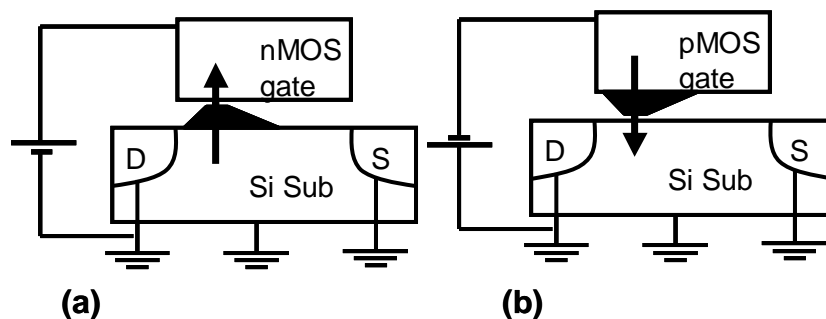 nMOS
gate
D
S
Si Sub
(a)
pMOS
gate
D
S
Si Sub
(b)